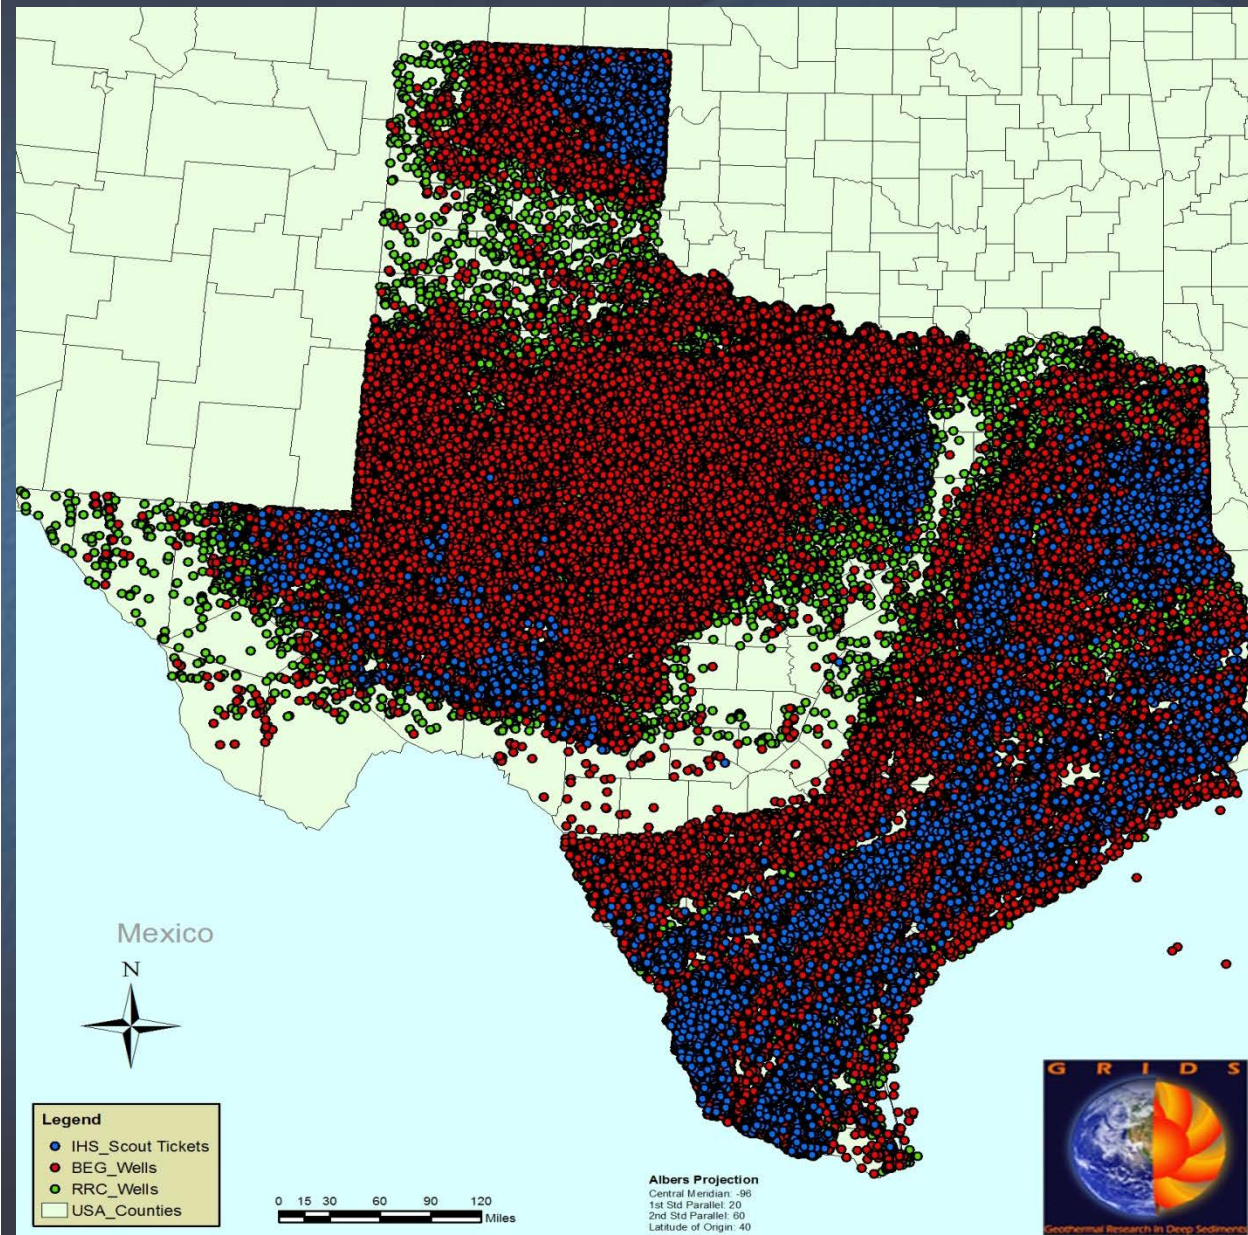 Mexico
N
Legend
IHS_Scout Tickets
BEG_Wells
RRC_Wells
USA_Counties
0 15 30 60 90 120
Miles
Albers Projection
Central Meridian: -96
1st Std Parallel: 20
2nd Std Parallel: 60
Latitude of Origin: 40
G R I D S
Geothermal Research In Deep Sediments